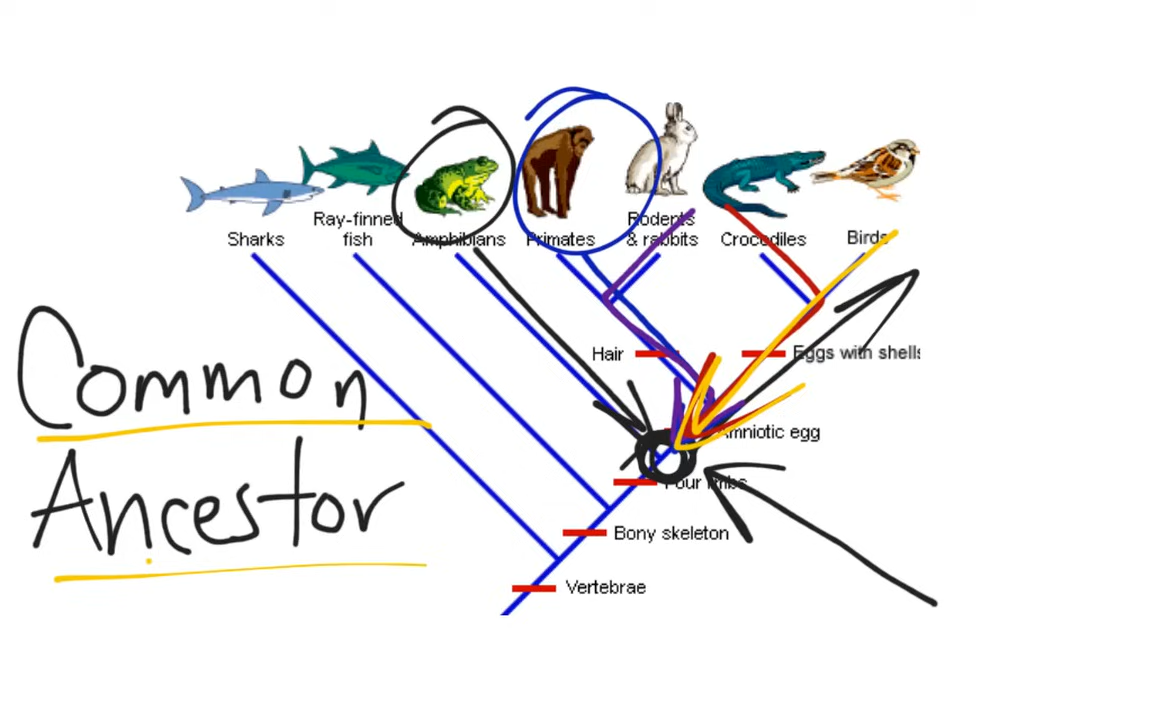 Ray-finned
fish
Sharks
Amphibians
Primates
Rodents
& rabbits
Crocodiles
Birds
Hair
Eggs with shells
Common
Amniotic egg
Ancestor
Four limbs
Bony skeleton
Vertebrae